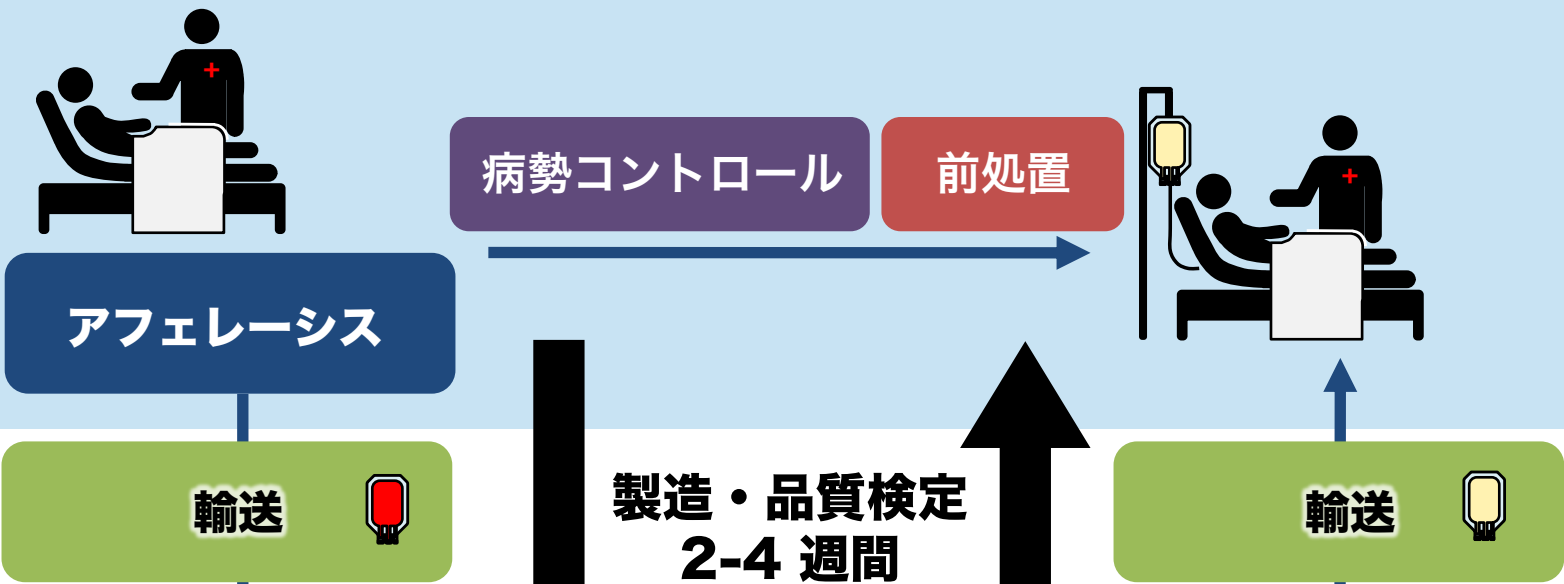 病勢コントロール
前処置
アフェレーシス
輸送
製造・品質検定
2-4 週間
輸送